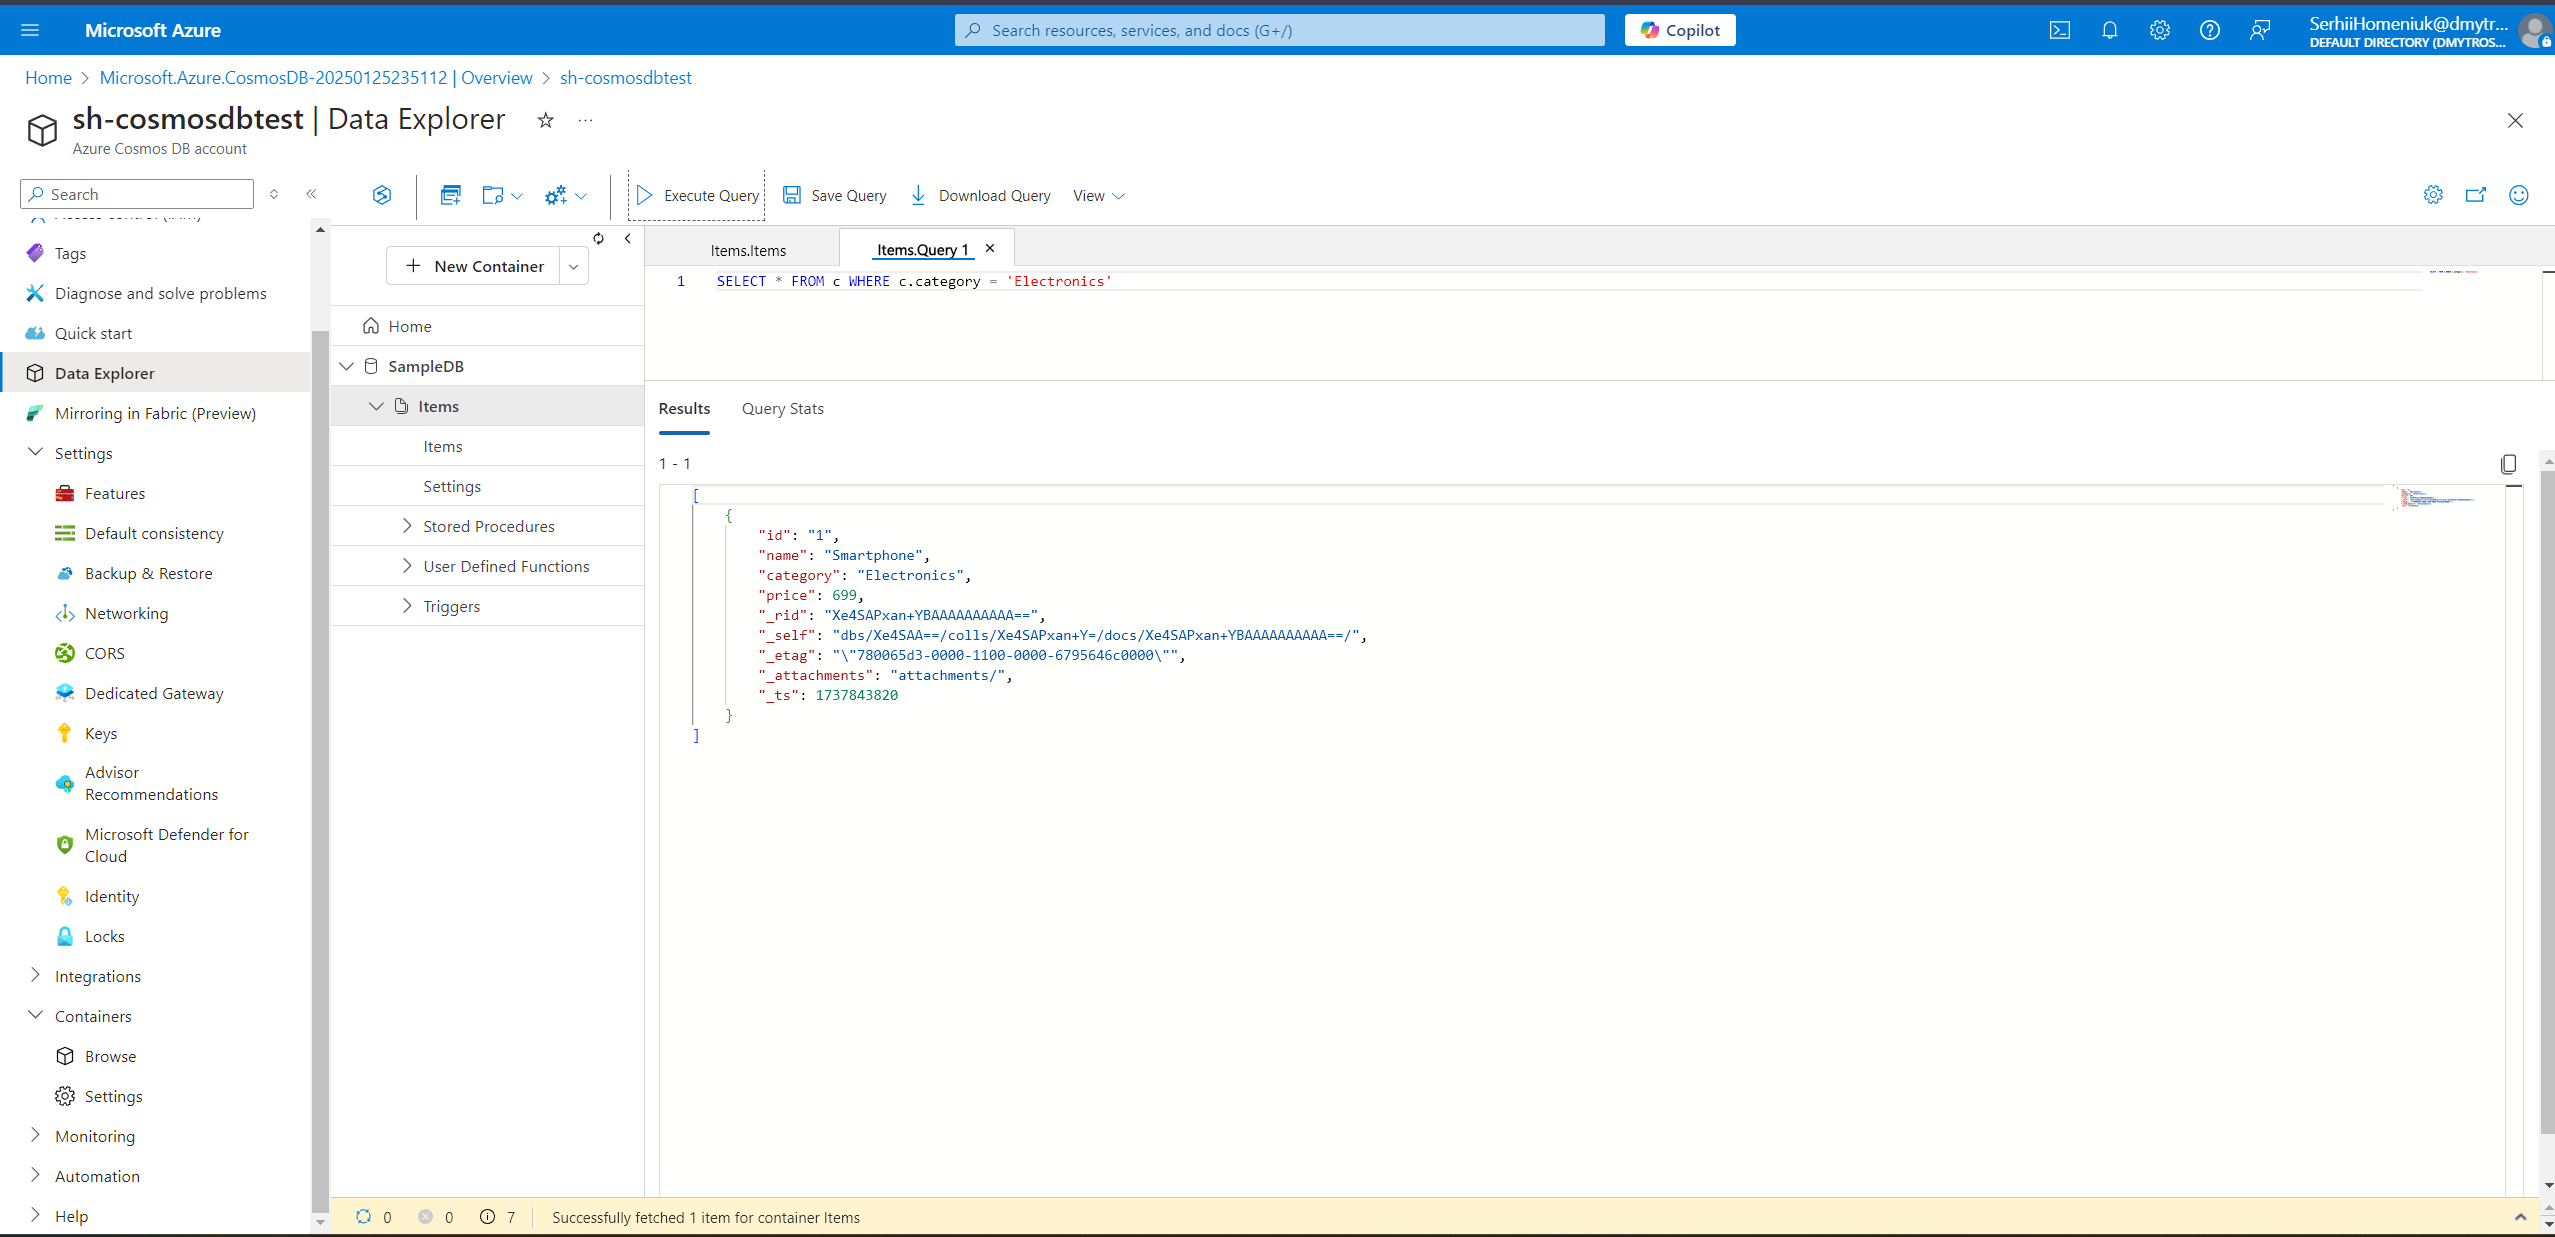 Microsoft Azure
Search resources, services, and docs (G+/)
Copilot
SerhiiHomeniuk@dmytr...
DEFAULT DIRECTORY (DMYTROS...
Home > Microsoft.Azure.CosmosDB-20250125235112 | Overview > sh-cosmosdbtest
sh-cosmosdbtest | Data Explorer
Azure Cosmos DB account
Search
Access control (IAM)
Tags
Diagnose and solve problems
Quick start
Data Explorer
Mirroring in Fabric (Preview)
Settings
Features
Default consistency
Backup & Restore
Networking
CORS
Dedicated Gateway
Keys
Advisor
Recommendations
Microsoft Defender for
Cloud
Identity
Locks
Integrations
Containers
Browse
Settings
Monitoring
Automation
Help
Execute Query
Save Query
Download Query
View
New Container
Home
SampleDB
Items
Items
Settings
Stored Procedures
User Defined Functions
Triggers
Items.Items
Items.Query 1
1 SELECT * FROM c WHERE c.category = 'Electronics'
Results
Query Stats
1 - 1
[
{
"id": "1",
"name": "Smartphone",
"category": "Electronics",
"price": 699,
"_rid": "Xe4SAPxan+YBAAAAAAAAAA==",
"_self": "dbs/Xe4SAA==/colls/Xe4SAPxan+Y=/docs/Xe4SAPxan+YBAAAAAAAAAA==/",
"_etag": "\"780065d3-0000-1100-0000-6795646c0000\"",
"_attachments": "attachments/",
"_ts": 1737843820
}
]
0
0
7
Successfully fetched 1 item for container Items